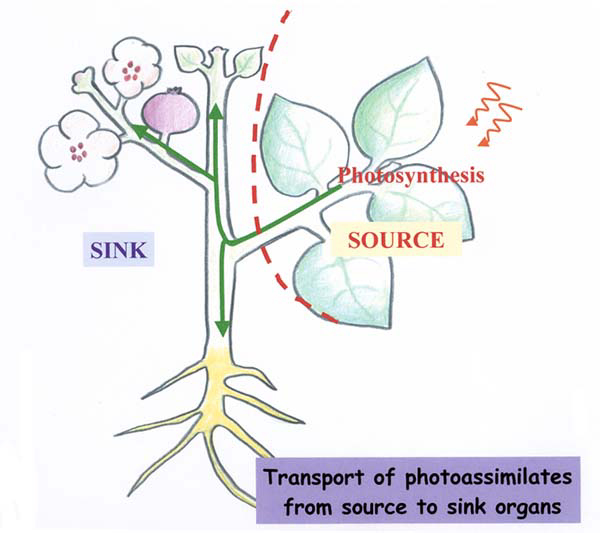 Photosynthesis
SOURCE
SINK
Transport of photoassimilates
from source to sink organs